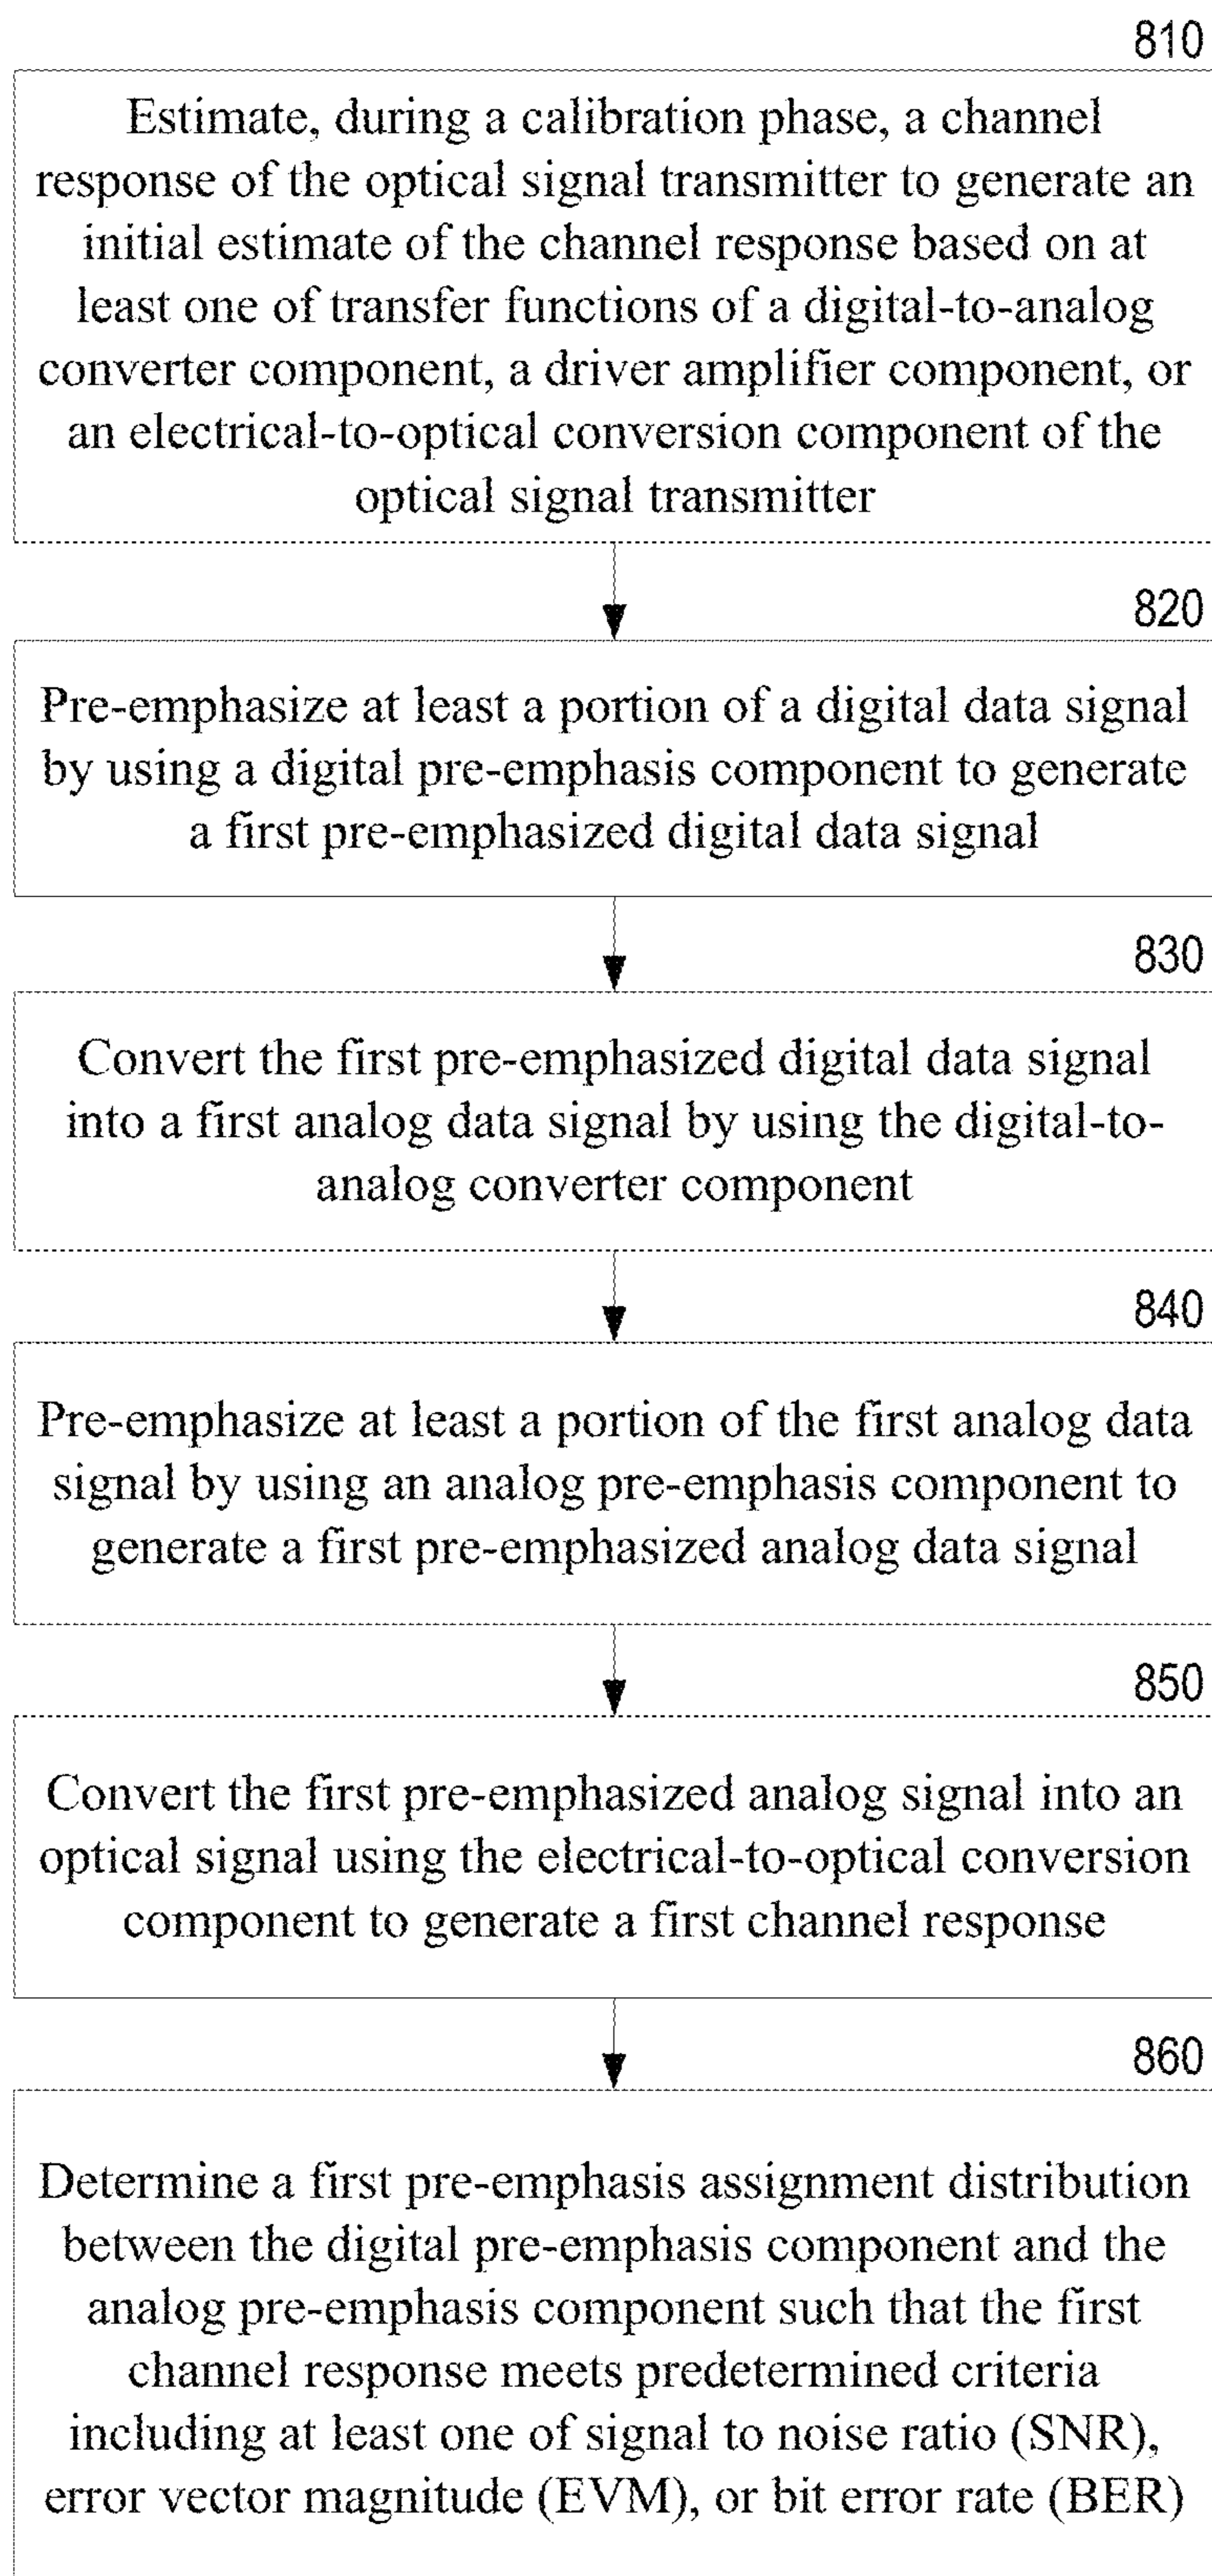 810
Estimate, during a calibration phase, a channel
response of the optical signal transmitter to generate an
initial estimate of the channel response based on at
least one of transfer functions of a digital-to-analog
converter component, a driver amplifier component, or
an electrical-to-optical conversion component of the
optical signal transmitter
820
Pre-emphasize at least a portion of a digital data signal
by using a digital pre-emphasis component to generate
a first pre-emphasized digital data signal
830
Convert the first pre-emphasized digital data signal
into a first analog data signal by using the digital-to-
analog converter component
840
Pre-emphasize at least a portion of the first analog data
signal by using an analog pre-emphasis component to
generate a first pre-emphasized analog data signal
850
Convert the first pre-emphasized analog signal into an
optical signal using the electrical-to-optical conversion
component to generate a first channel response
860
Determine a first pre-emphasis assignment distribution
between the digital pre-emphasis component and the
analog pre-emphasis component such that the first
channel response meets predetermined criteria
including at least one of signal to noise ratio (SNR),
error vector magnitude (EVM), or bit error rate (BER)